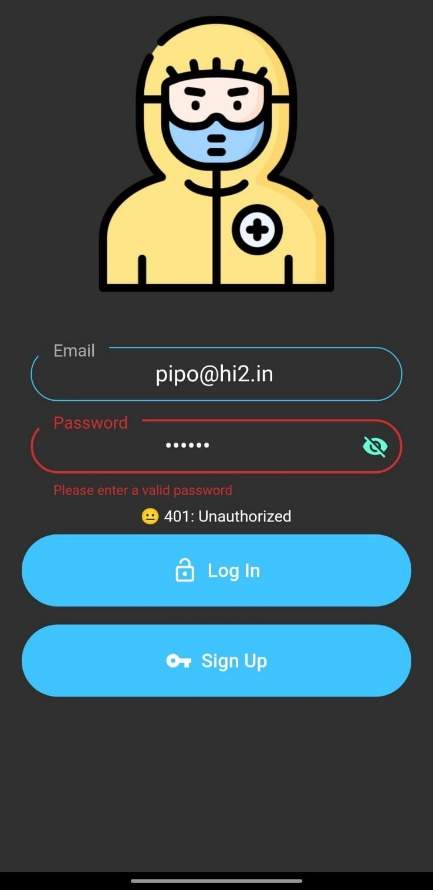 Email
pipo@hi2.in
Password
••••••
Please enter a valid password
😐 401: Unauthorized
Log In
Sign Up